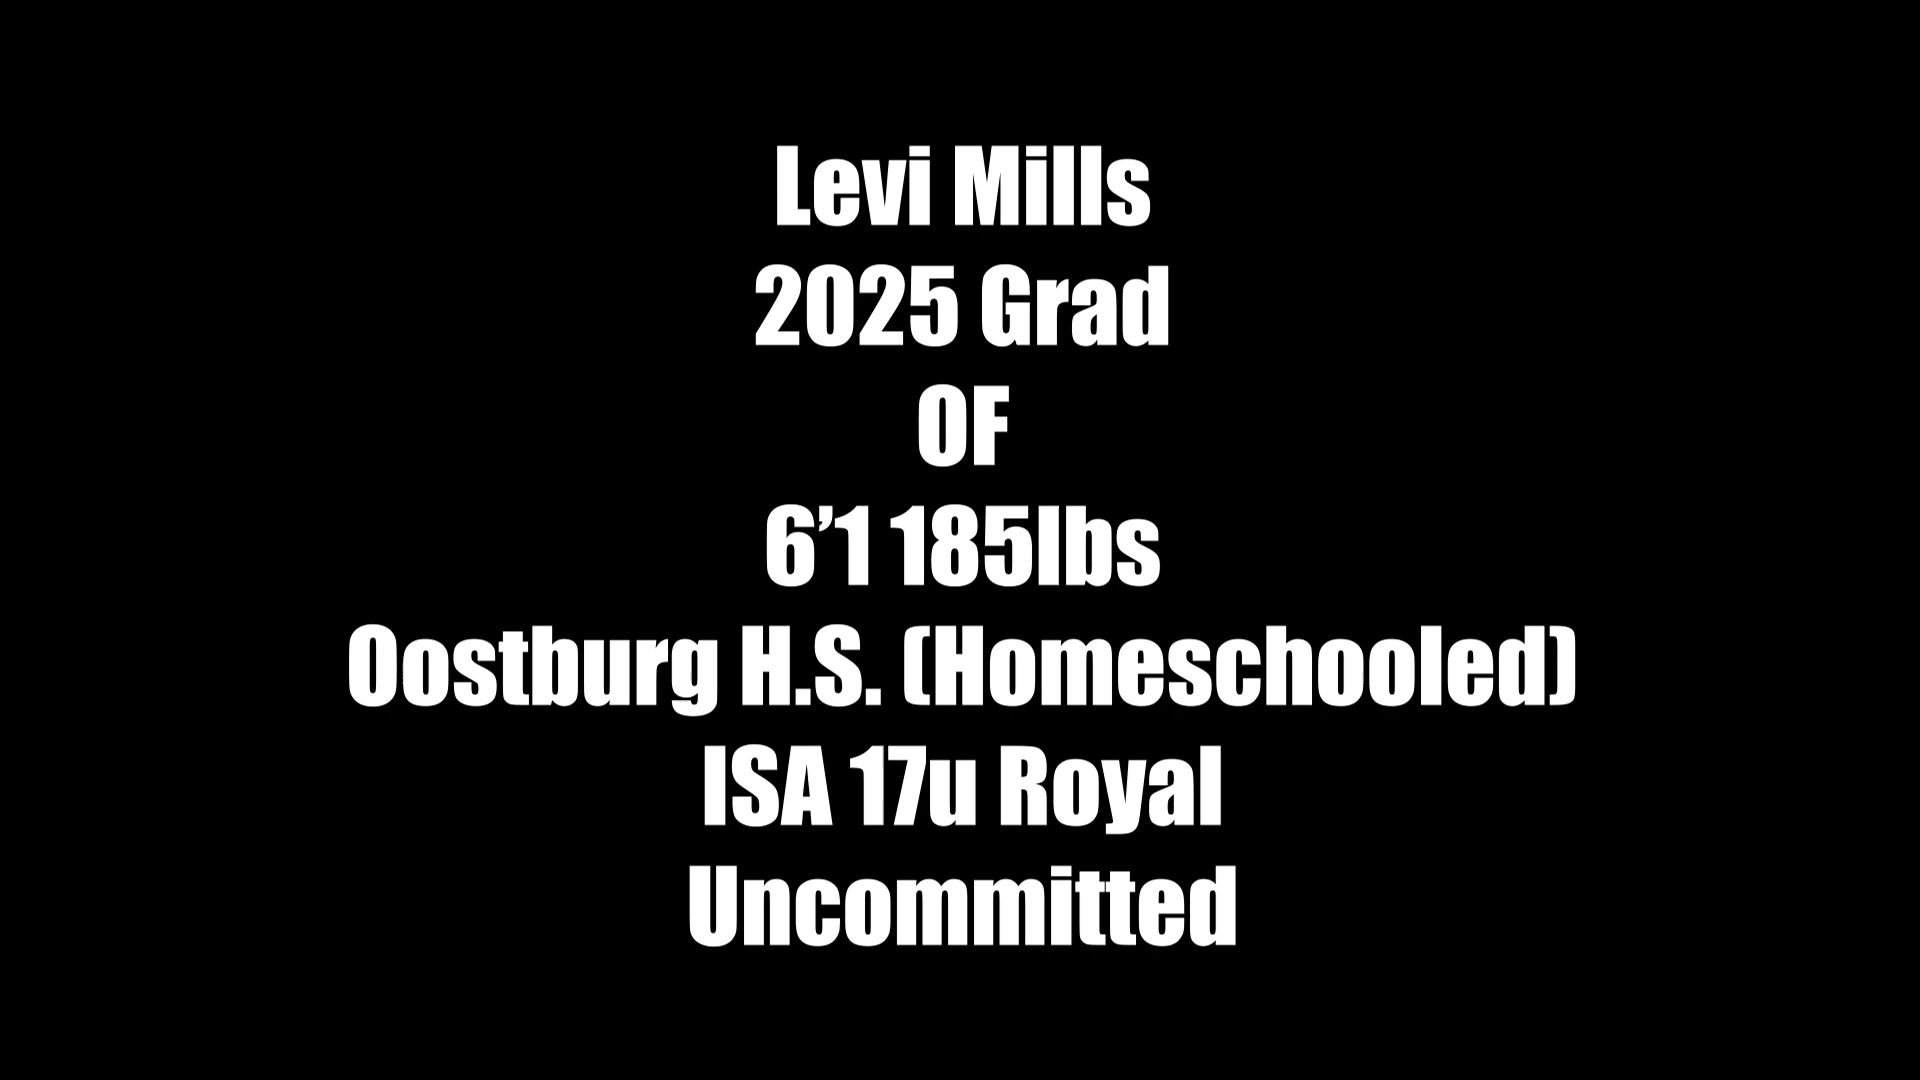 Levi Mills
2025 Grad
OF
6’1 185lbs
Oostburg H.S. (Homeschooled)
ISA 17u Royal
Uncommitted